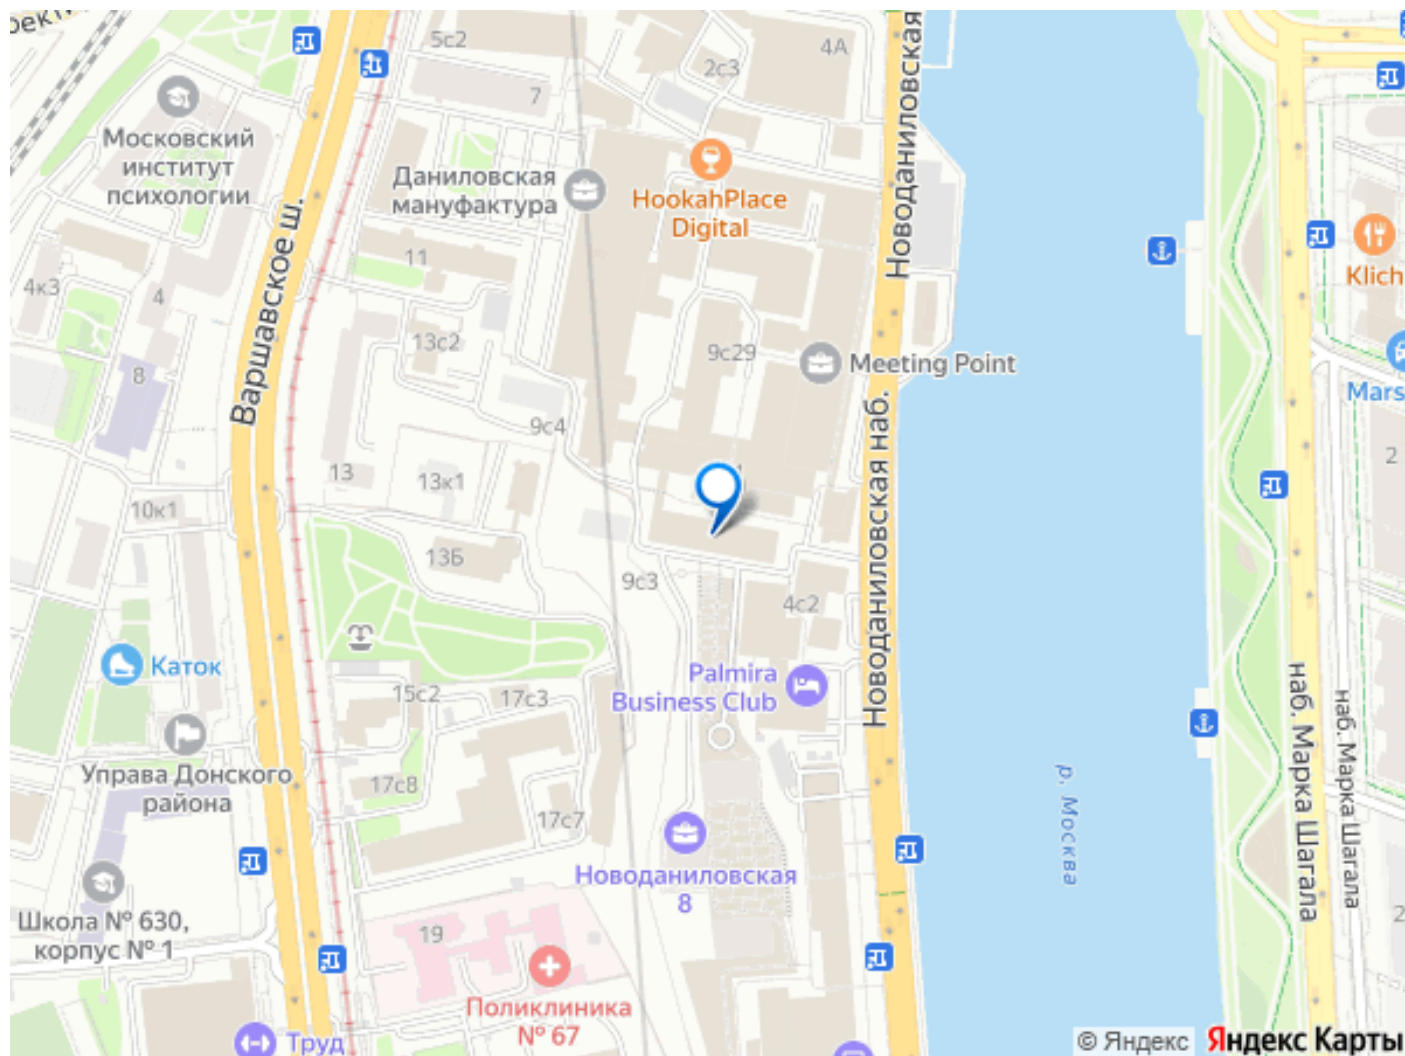 5с2
4А
2с3
7
Новоданиловская
Московский
институт
психологии
Даниловская
мануфактура
HookahPlace
Digital
Варшавское ш.
11
4к3
4
Klich
13с2
9с29
Meeting Point
8
Mars
9с4
2
13
13к1
10к1
Новоданиловская наб.
13Б
9с3
4с2
Каток
Palmira
Business Club
15с2
17с3
наб. Марка Шагала
наб. Марка Шагала
Управа Донского
района
17с8
17с7
р. Москва
Новоданиловская
8
Школа № 630,
корпус № 1
19
2
Поликлиника
№ 67
Труд
© Яндекс
Яндекс Карты